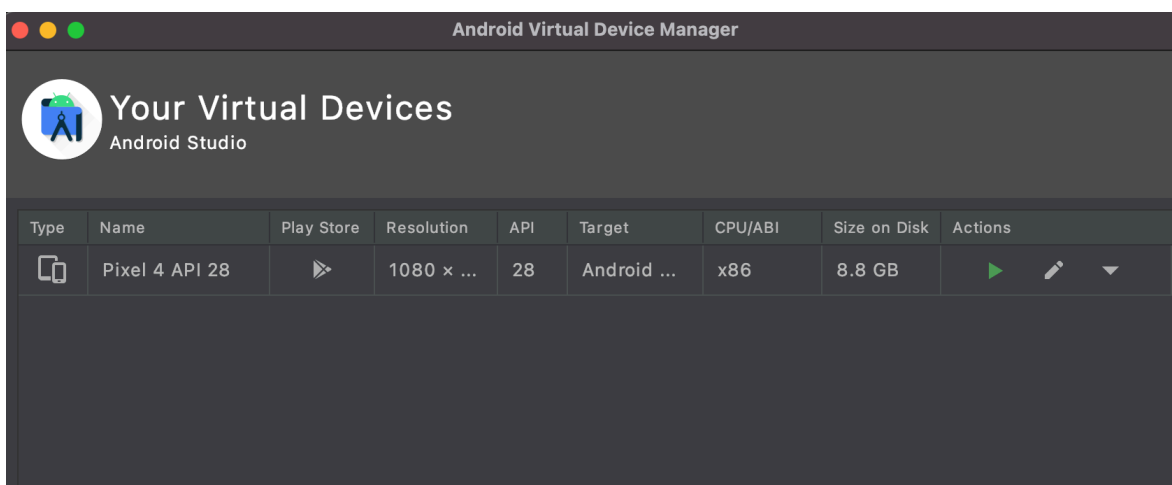 Android Virtual Device Manager
Your Virtual Devices
Android Studio
Type Name Play Store Resolution API Target CPU/ABI Size on Disk Actions
Pixel 4 API 28 1080 × ... 28 Android ... x86 8.8 GB